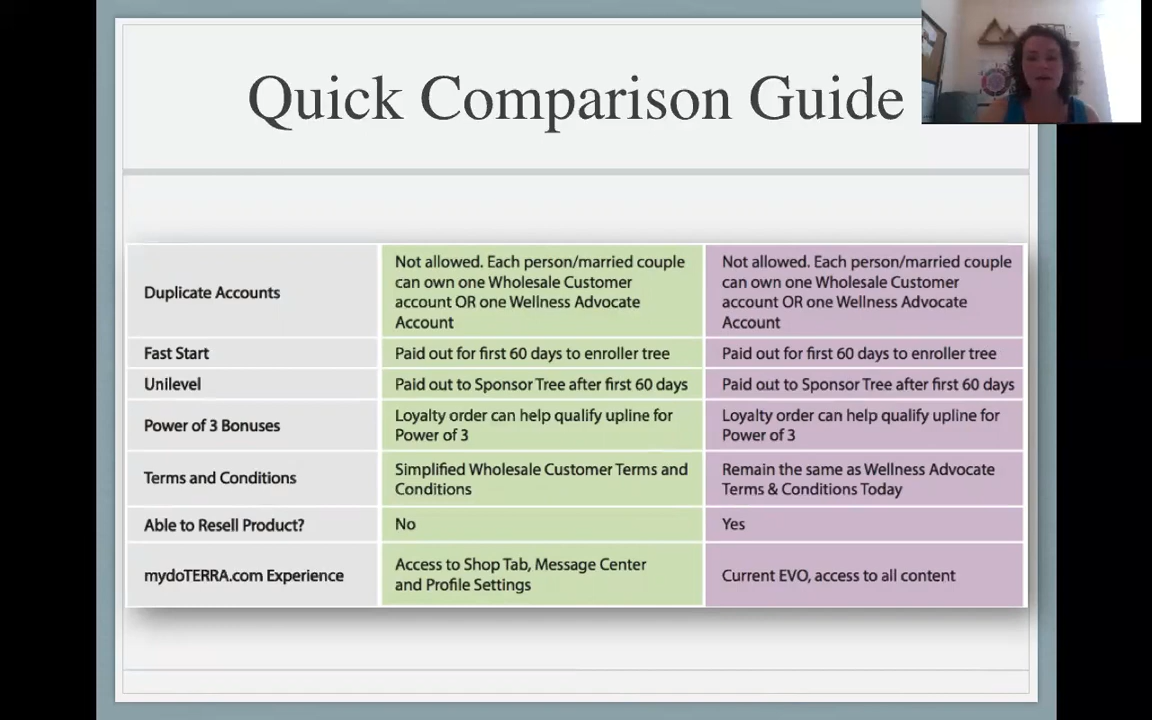 Quick Comparison Guide
Duplicate Accounts
Not allowed. Each person/married couple
can own one Wholesale Customer
account OR one Wellness Advocate
Account
Not allowed. Each person/married couple
can own one Wholesale Customer
account OR one Wellness Advocate
Account
Fast Start
Paid out for first 60 days to enroller tree
Paid out for first 60 days to enroller tree
Unilevel
Paid out to Sponsor Tree after first 60 days
Paid out to Sponsor Tree after first 60 days
Power of 3 Bonuses
Loyalty order can help qualify upline for
Power of 3
Loyalty order can help qualify upline for
Power of 3
Terms and Conditions
Simplified Wholesale Customer Terms and
Conditions
Remain the same as Wellness Advocate
Terms & Conditions Today
Able to Resell Product?
No
Yes
mydoTERRA.com Experience
Access to Shop Tab, Message Center
and Profile Settings
Current EVO, access to all content